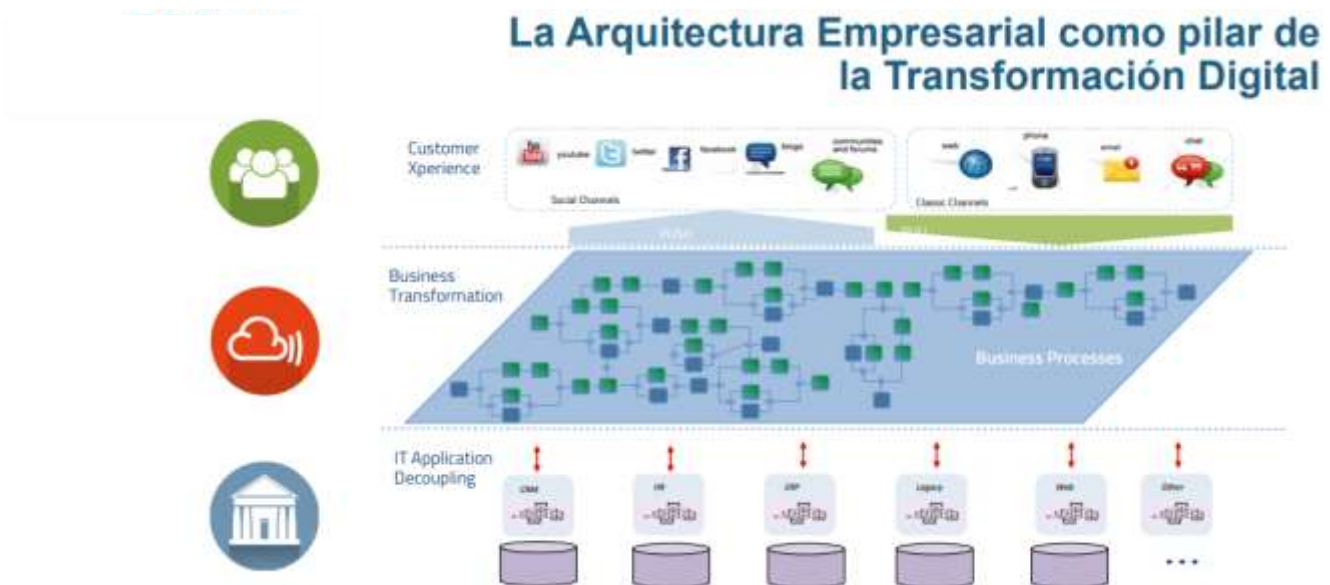 La Arquitectura Empresarial como pilar de
la Transformación Digital
Customer
Xperience
youtube
twitter
facebook
blogs
communities
and forums
Social Channels
web
phone
email
chat
Classic Channels
PUSH
Business
Transformation
Business Processes
IT Application
Decoupling
CRM
HR
ERP
Legacy
Web
Other